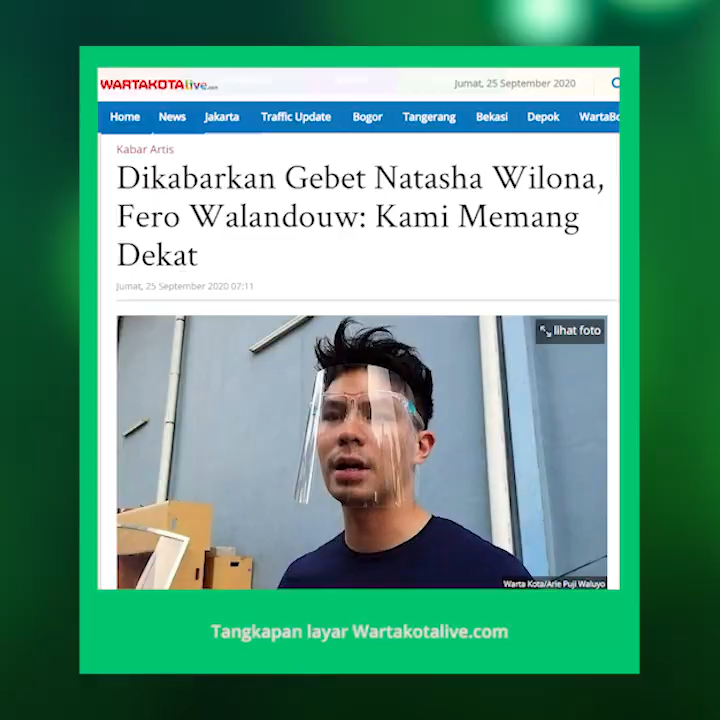 WARTAKOTAlive.com
Jumat, 25 September 2020
Home News Jakarta Traffic Update Bogor Tangerang Bekasi Depok WartaBo
Kabar Artis
Dikabarkan Gebet Natasha Wilona,
Fero Walandouw: Kami Memang
Dekat
Jumat, 25 September 2020 07:11
lihat foto
Warta Kota/Arie Puji Waluyo
Tangkapan layar Wartakotalive.com